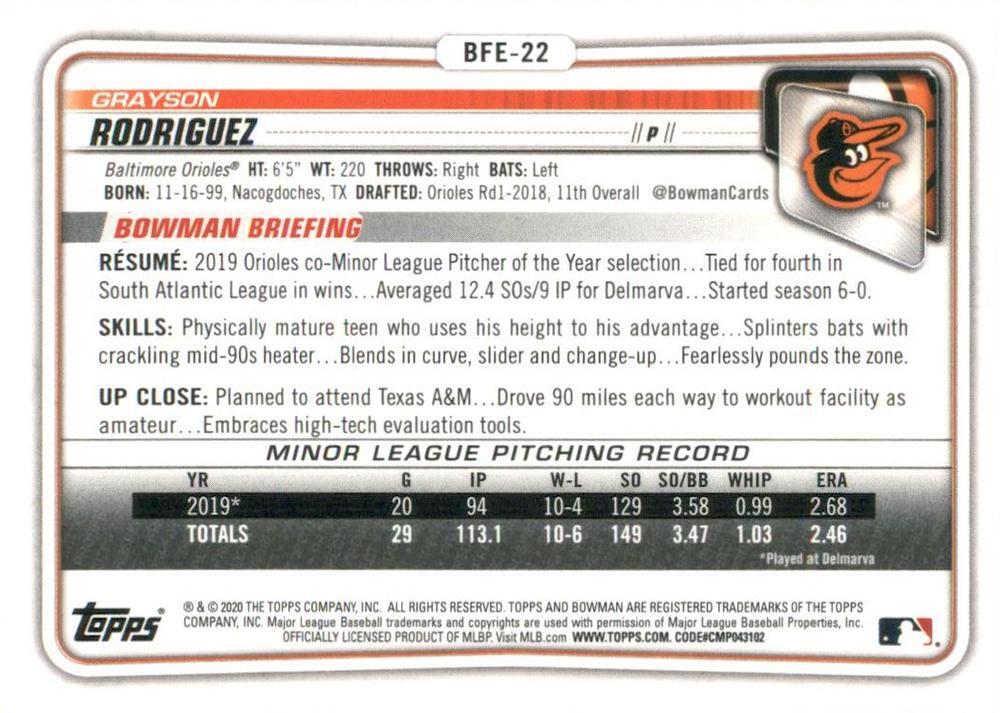 BFE-22
GRAYSON
RODRIGUEZ // P //
Baltimore Orioles® HT: 6'5" WT: 220 THROWS: Right BATS: Left
BORN: 11-16-99, Nacogdoches, TX DRAFTED: Orioles Rd1-2018, 11th Overall @BowmanCards
BOWMAN BRIEFING
RÉSUMÉ: 2019 Orioles co-Minor League Pitcher of the Year selection...Tied for fourth in
South Atlantic League in wins...Averaged 12.4 SOs/9 IP for Delmarva...Started season 6-0.
SKILLS: Physically mature teen who uses his height to his advantage...Splinters bats with
crackling mid-90s heater...Blends in curve, slider and change-up...Fearlessly pounds the zone.
UP CLOSE: Planned to attend Texas A&M...Drove 90 miles each way to workout facility as
amateur...Embraces high-tech evaluation tools.
MINOR LEAGUE PITCHING RECORD
YR G IP W-L SO SO/BB WHIP ERA
2019* 20 94 10-4 129 3.58 0.99 2.68
TOTALS 29 113.1 10-6 149 3.47 1.03 2.46
*Played at Delmarva
Topps®
® & © 2020 THE TOPPS COMPANY, INC. ALL RIGHTS RESERVED. TOPPS AND BOWMAN ARE REGISTERED TRADEMARKS OF THE TOPPS
COMPANY, INC. Major League Baseball trademarks and copyrights are used with permission of Major League Baseball Properties, Inc.
OFFICIALLY LICENSED PRODUCT OF MLBP. Visit MLB.com WWW.TOPPS.COM. CODE#CMP043102